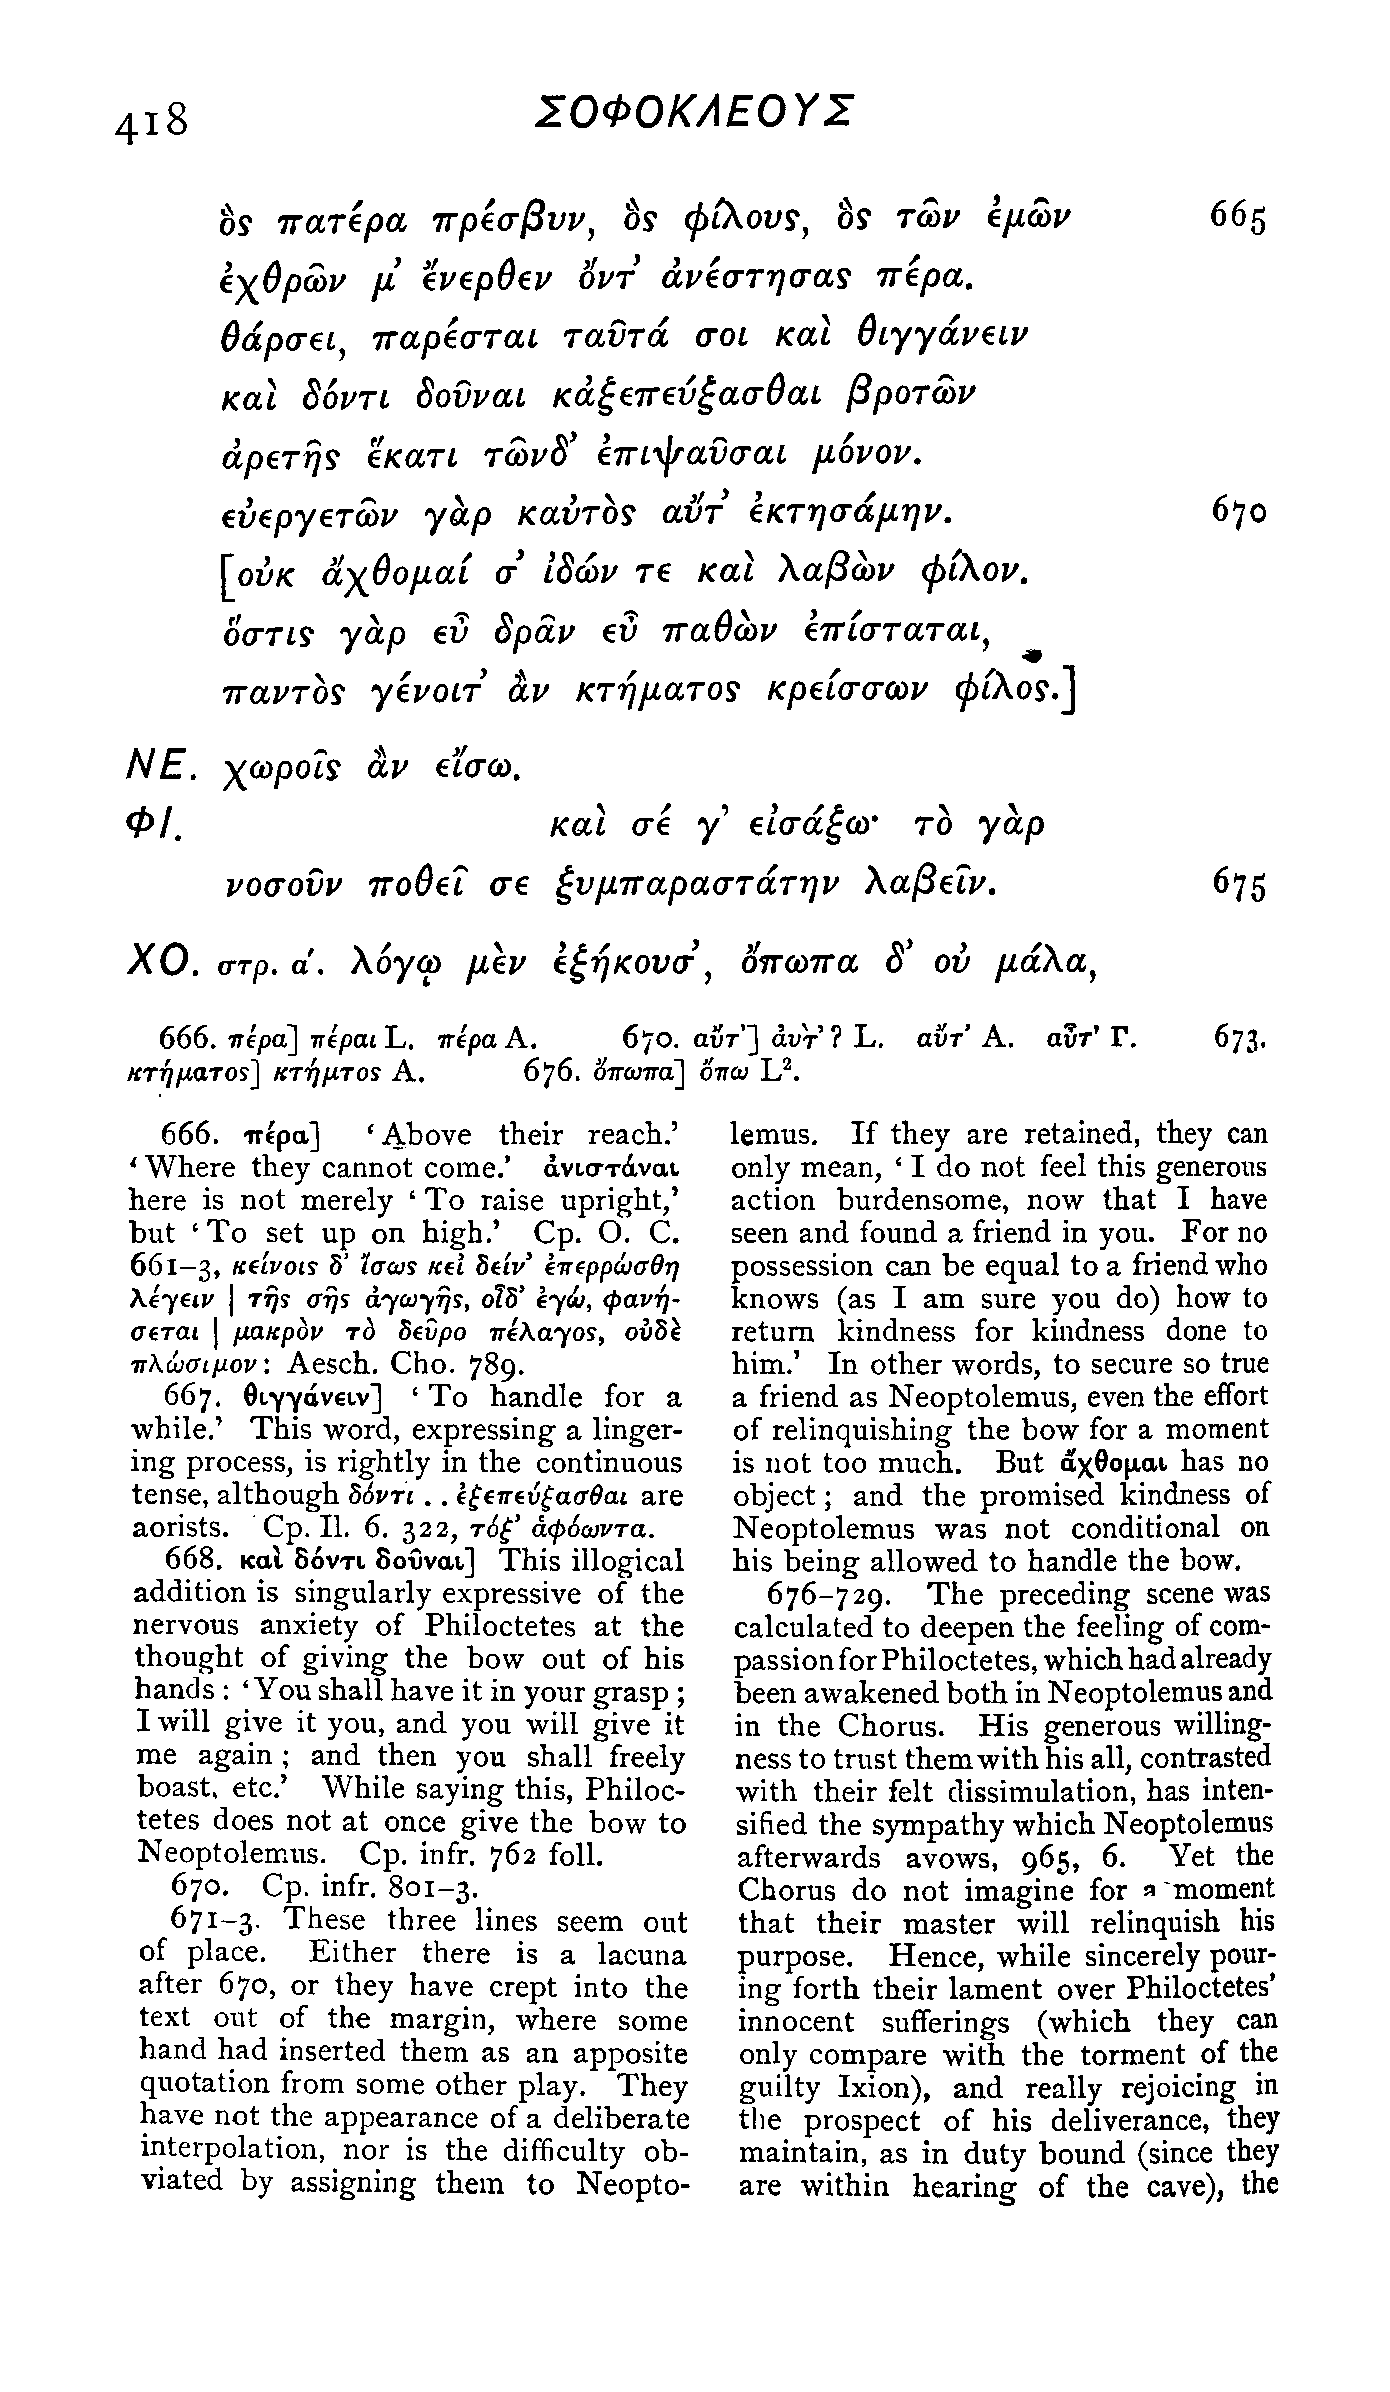 418
ΣΟΦΟΚΛΕΟΥΣ
ὃς πατέρα πρέσβυν, ὃς φίλους, ὃς τῶν ἐμῶν 665
ἐχθρῶν μ’ ἔνερθεν ὄντ’ ἀνέστησας πέρα.
θάρσει, παρέσται ταῦτά σοι καὶ θιγγάνειν
καὶ δόντι δοῦναι κἀξεπεύξασθαι βροτῶν
ἀρετῆς ἕκατι τῶνδ’ ἐπιψαῦσαι μόνον.
εὐεργετῶν γὰρ καὐτὸς αὔτ’ ἐκτησάμην. 670
[οὐκ ἄχθομαί σ’ ἰδών τε καὶ λαβὼν φίλον.
ὅστις γὰρ εὖ δρᾶν εὖ παθὼν ἐπίσταται,
παντὸς γένοιτ’ ἂν κτήματος κρείσσων φίλος.]
ΝΕ. χωροῖς ἂν εἴσω.
ΦΙ. καὶ σέ γ’ εἰσάξω· τὸ γὰρ
νοσοῦν ποθεῖ σε ξυμπαραστάτην λαβεῖν. 675
ΧΟ. στρ. α΄. λόγῳ μὲν ἐξήκουσ’, ὄπωπα δ’ οὐ μάλα,
666. πέρα] πέραι L. πέρα A. 670. αὔτ’] ἀυ’τ’? L. αὔτ’ A. αὖτ’ Γ. 673.
κτήματος] κτήμτος A. 676. ὄπωπα] ὄπω L².
666. πέρα] ‘Above their reach.’
‘Where they cannot come.’ ἀνιστάναι
here is not merely ‘To raise upright,’
but ‘To set up on high.’ Cp. O. C.
661-3, κείνοις δ’ ἴσως κεἰ δείν’ ἐπερρώσθη
λέγειν | τῆς σῆς ἀγωγῆς, οἶδ’ ἐγώ, φανή-
σεται | μακρὸν τὸ δεῦρο πέλαγος, οὐδὲ
πλώσιμον: Aesch. Cho. 789.
667. θιγγάνειν] ‘To handle for a
while.’ This word, expressing a linger-
ing process, is rightly in the continuous
tense, although δόντι . . ἐξεπεύξασθαι are
aorists. Cp. Il. 6. 322, τόξ’ ἀφόωντα.
668. καὶ δόντι δοῦναι] This illogical
addition is singularly expressive of the
nervous anxiety of Philoctetes at the
thought of giving the bow out of his
hands: ‘You shall have it in your grasp;
I will give it you, and you will give it
me again; and then you shall freely
boast, etc.’ While saying this, Philoc-
tetes does not at once give the bow to
Neoptolemus. Cp. infr. 762 foll.
670. Cp. infr. 801-3.
671-3. These three lines seem out
of place. Either there is a lacuna
after 670, or they have crept into the
text out of the margin, where some
hand had inserted them as an apposite
quotation from some other play. They
have not the appearance of a deliberate
interpolation, nor is the difficulty ob-
viated by assigning them to Neopto-
lemus. If they are retained, they can
only mean, ‘I do not feel this generous
action burdensome, now that I have
seen and found a friend in you. For no
possession can be equal to a friend who
knows (as I am sure you do) how to
return kindness for kindness done to
him.’ In other words, to secure so true
a friend as Neoptolemus, even the effort
of relinquishing the bow for a moment
is not too much. But ἄχθομαι has no
object; and the promised kindness of
Neoptolemus was not conditional on
his being allowed to handle the bow.
676-729. The preceding scene was
calculated to deepen the feeling of com-
passion for Philoctetes, which had already
been awakened both in Neoptolemus and
in the Chorus. His generous willing-
ness to trust them with his all, contrasted
with their felt dissimulation, has inten-
sified the sympathy which Neoptolemus
afterwards avows, 965, 6. Yet the
Chorus do not imagine for a moment
that their master will relinquish his
purpose. Hence, while sincerely pour-
ing forth their lament over Philoctetes’
innocent sufferings (which they can
only compare with the torment of the
guilty Ixion), and really rejoicing in
the prospect of his deliverance, they
maintain, as in duty bound (since they
are within hearing of the cave), the